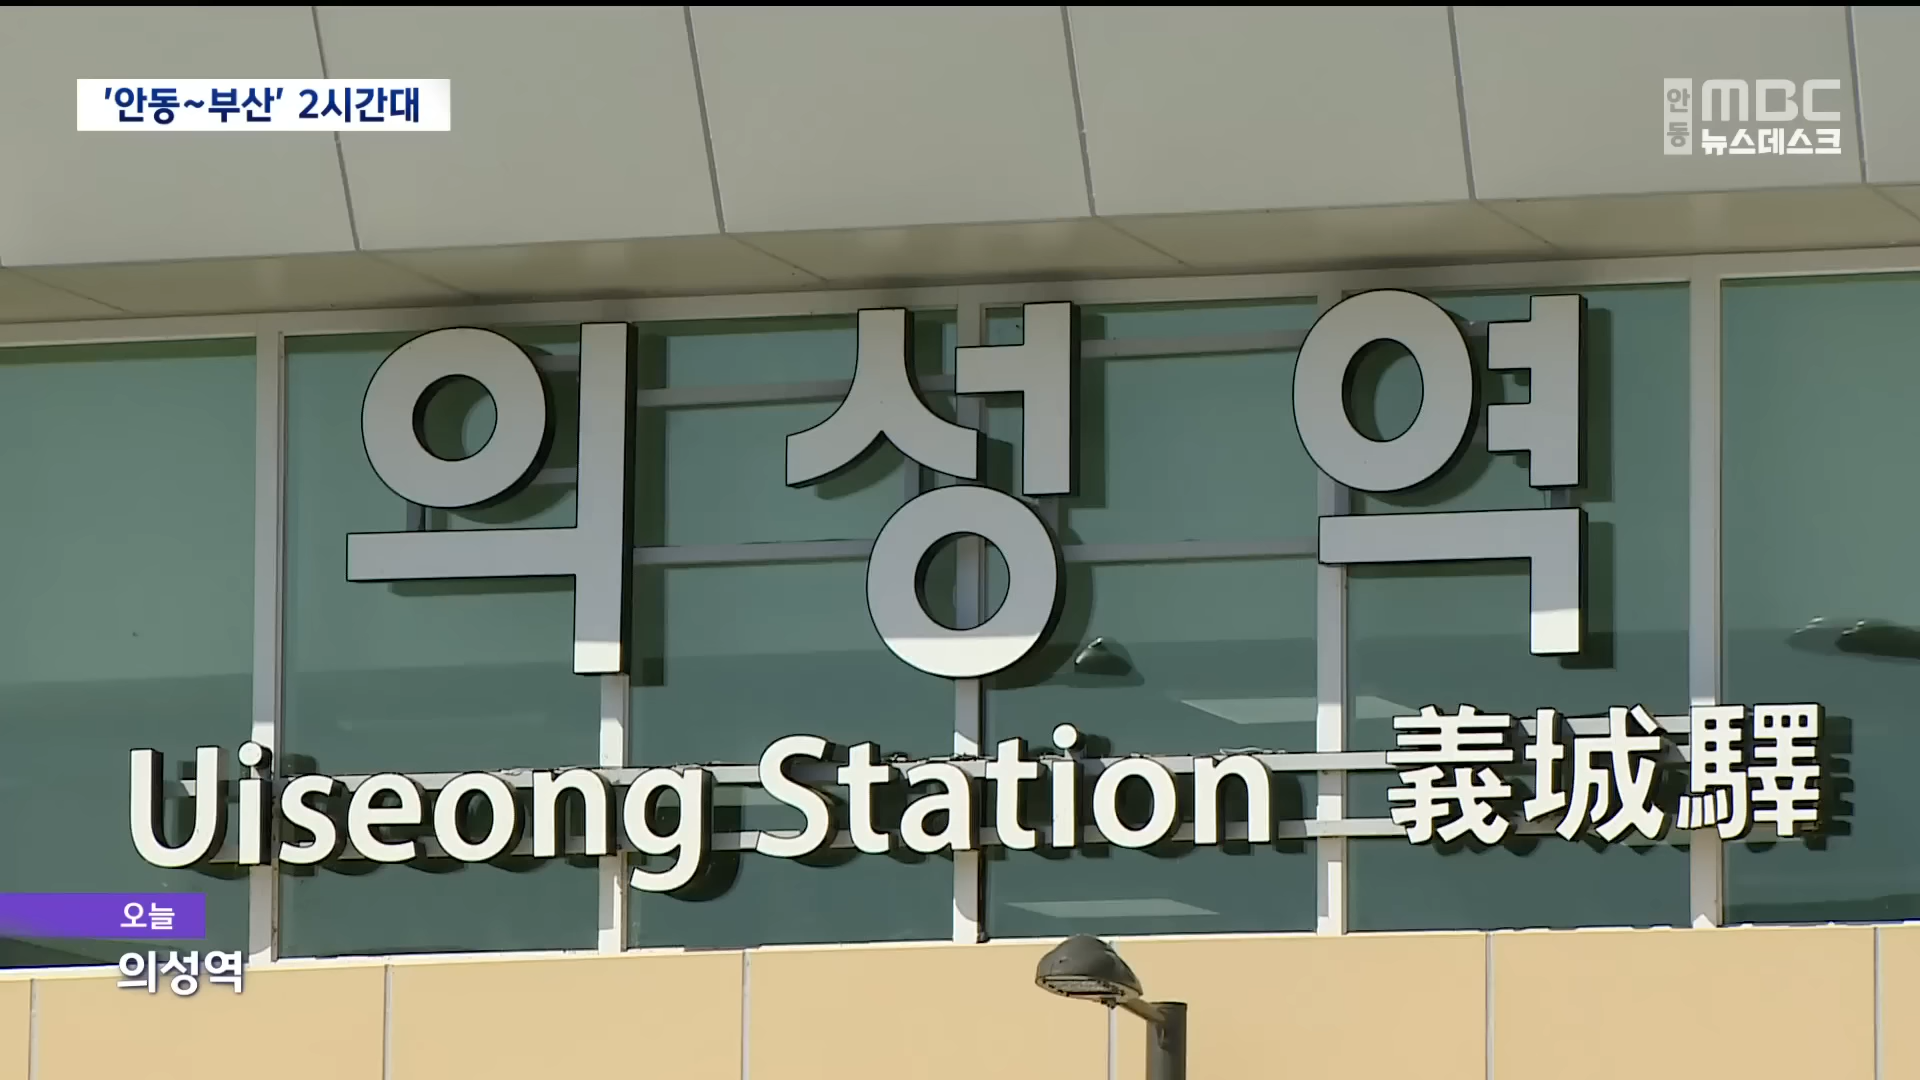 '안동~부산' 2시간대
안동 MBC
뉴스데스크
의성역
Uiseong Station 義城驛
오늘
의성역